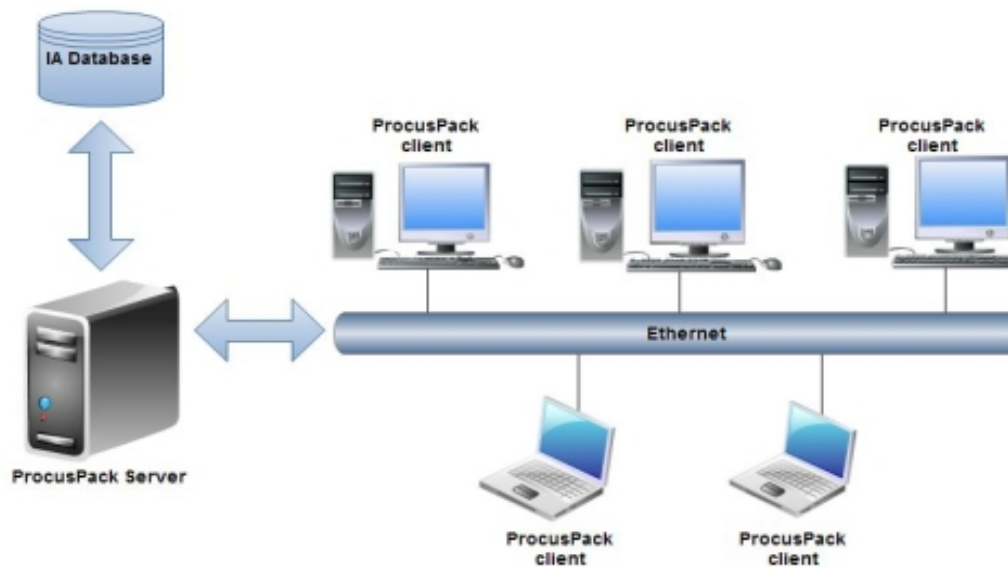 IA Database
ProcusPack
client
ProcusPack
client
ProcusPack
client
Ethernet
ProcusPack Server
ProcusPack
client
ProcusPack
client